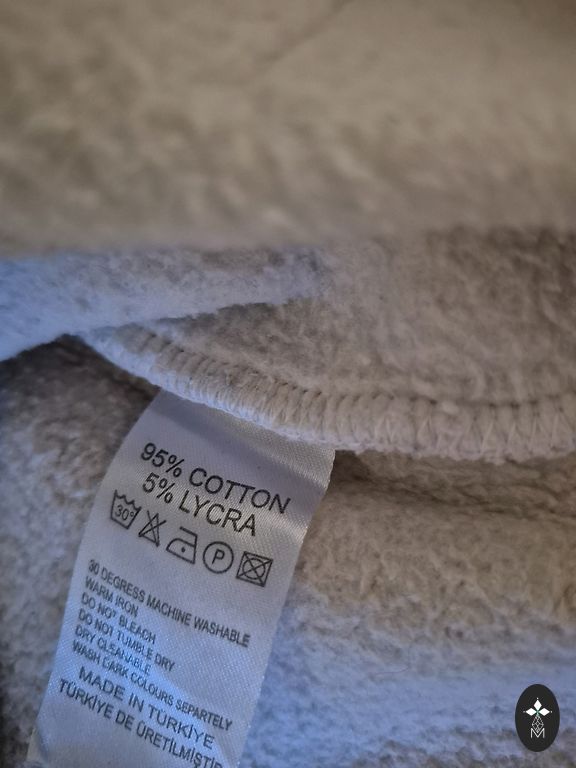 95% COTTON
5% LYCRA
30°
P
30 DEGRESS MACHINE WASHABLE
WARM IRON
DO NOT BLEACH
DO NOT TUMBLE DRY
DRY CLEANABLE
WASH DARK COLOURS SEPARTELY
MADE IN TÜRKİYE
TÜRKİYE DE ÜRETİLMİŞTİR
M